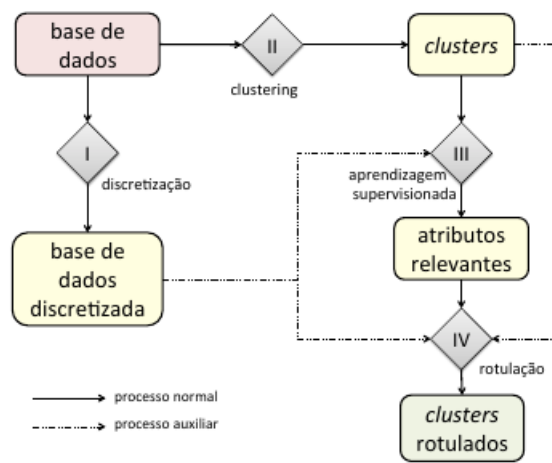 base de
dados
II
clustering
clusters
I
discretização
III
aprendizagem
supervisionada
base de
dados
discretizada
atributos
relevantes
IV
rotulação
processo normal
processo auxiliar
clusters
rotulados